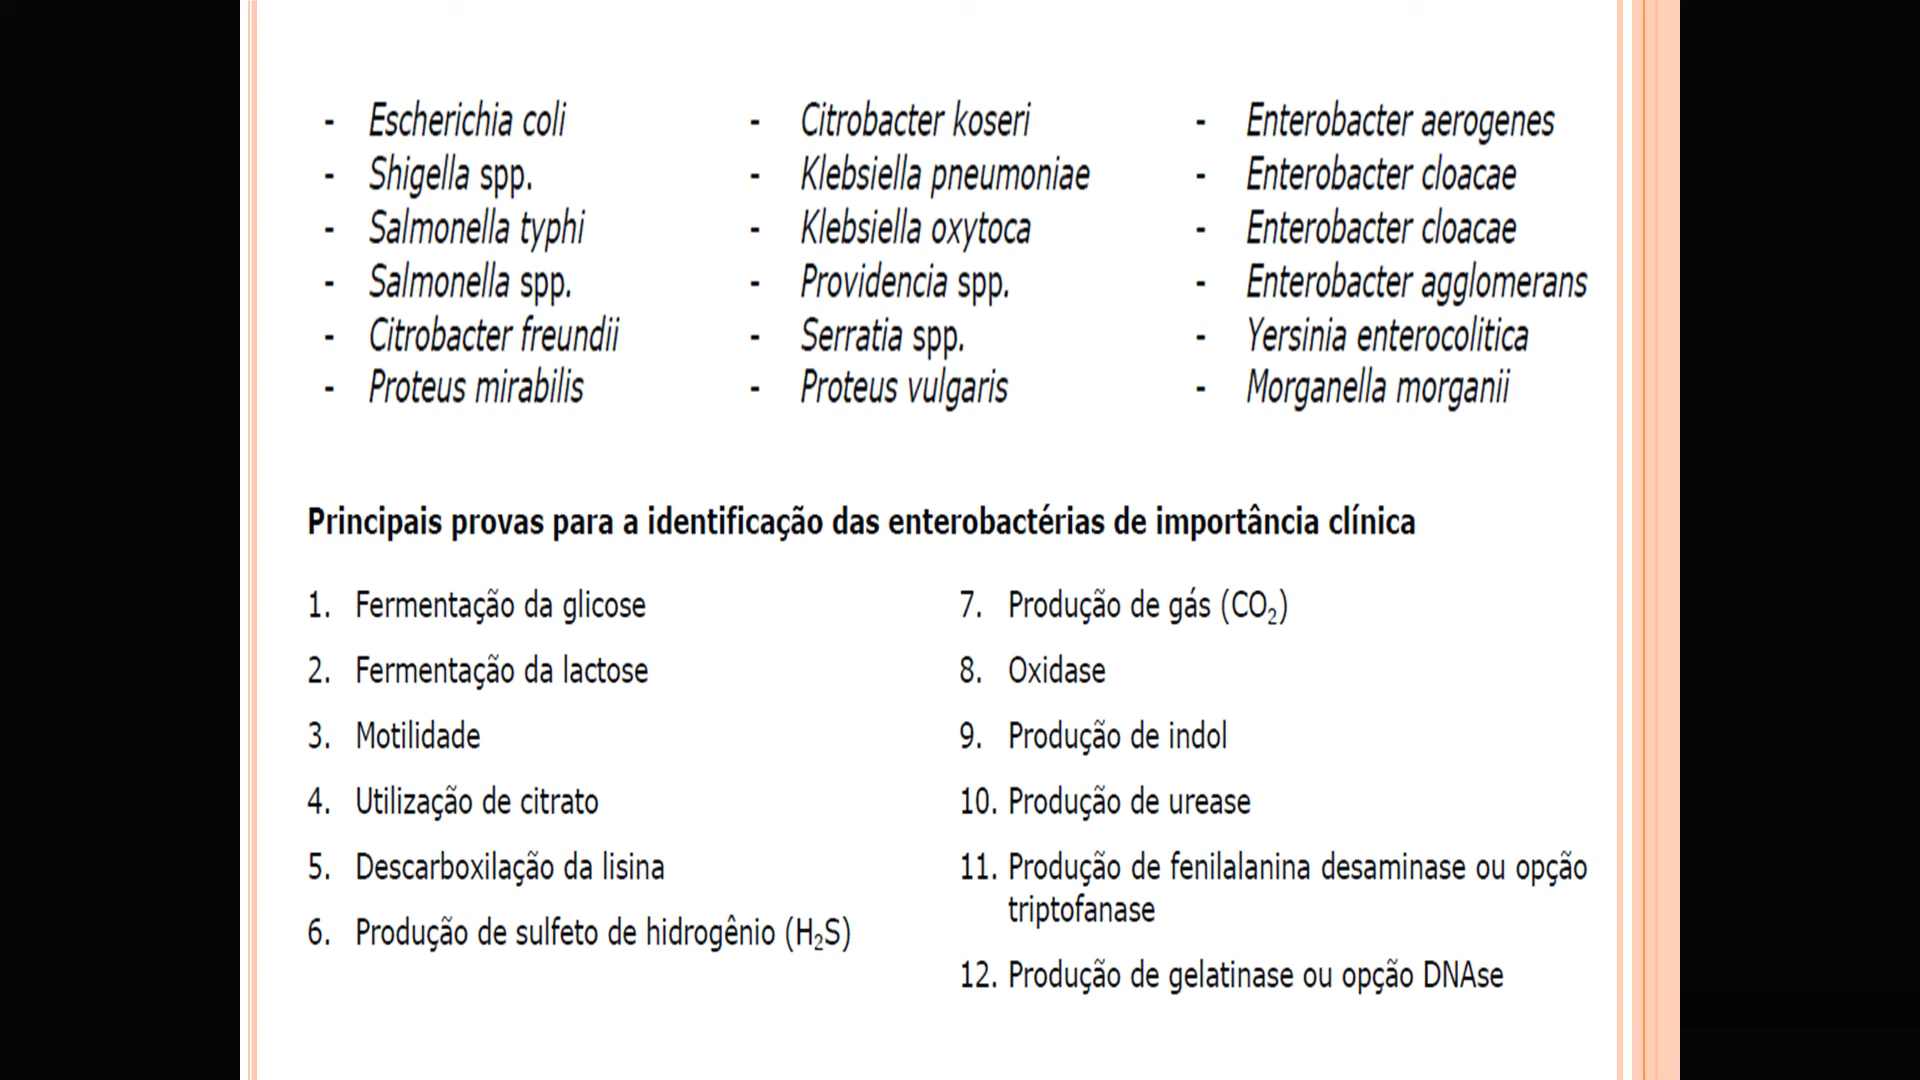 - Escherichia coli
- Shigella spp.
- Salmonella typhi
- Salmonella spp.
- Citrobacter freundii
- Proteus mirabilis
- Citrobacter koseri
- Klebsiella pneumoniae
- Klebsiella oxytoca
- Providencia spp.
- Serratia spp.
- Proteus vulgaris
- Enterobacter aerogenes
- Enterobacter cloacae
- Enterobacter cloacae
- Enterobacter agglomerans
- Yersinia enterocolitica
- Morganella morganii
Principais provas para a identificação das enterobactérias de importância clínica
1. Fermentação da glicose
2. Fermentação da lactose
3. Motilidade
4. Utilização de citrato
5. Descarboxilação da lisina
6. Produção de sulfeto de hidrogênio (H₂S)
7. Produção de gás (CO₂)
8. Oxidase
9. Produção de indol
10. Produção de urease
11. Produção de fenilalanina desaminase ou opção
triptofanase
12. Produção de gelatinase ou opção DNAse